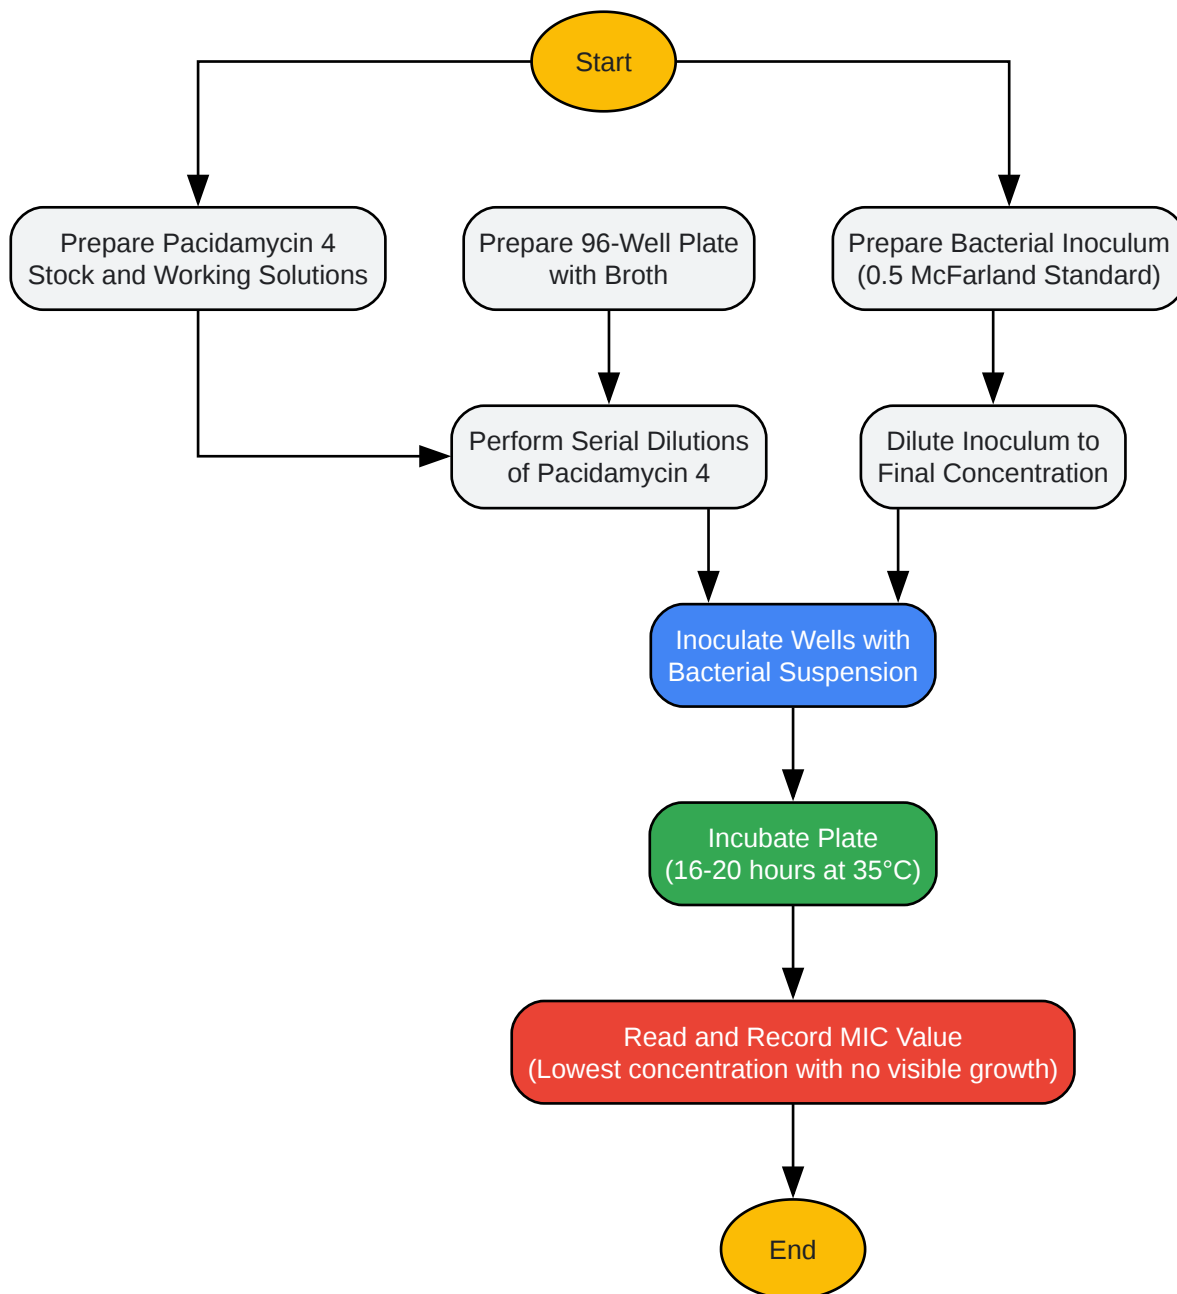 Start
Prepare Pacidamycin 4
Stock and Working Solutions
Prepare 96-Well Plate
with Broth
Prepare Bacterial Inoculum
(0.5 McFarland Standard)
Perform Serial Dilutions
of Pacidamycin 4
Dilute Inoculum to
Final Concentration
Inoculate Wells with
Bacterial Suspension
Incubate Plate
(16-20 hours at 35°C)
Read and Record MIC Value
(Lowest concentration with no visible growth)
End